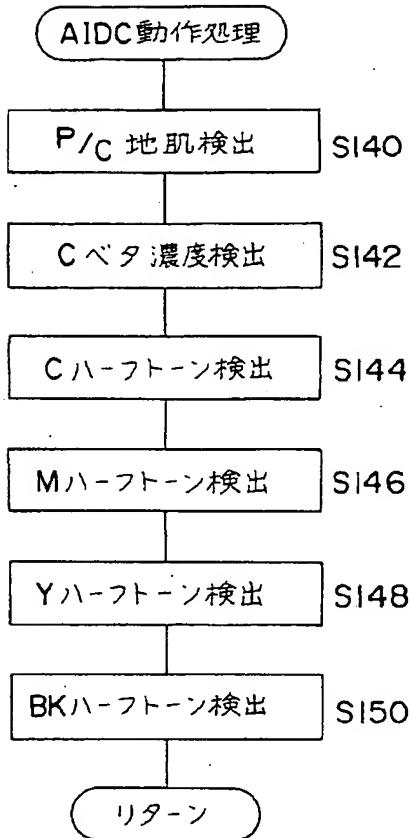 AIDC動作処理
P/C 地肌検出 S140
Cベタ濃度検出 S142
Cハーフトーン検出 S144
Mハーフトーン検出 S146
Yハーフトーン検出 S148
BKハーフトーン検出 S150
リターン